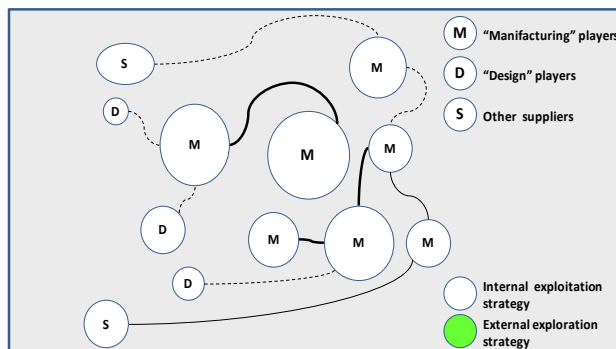 M
"Manifacturing" players
S
M
D
"Design" players
D
S
Other suppliers
M
M
M
D
M
M
M
D
Internal exploitation
strategy
S
External exploration
strategy